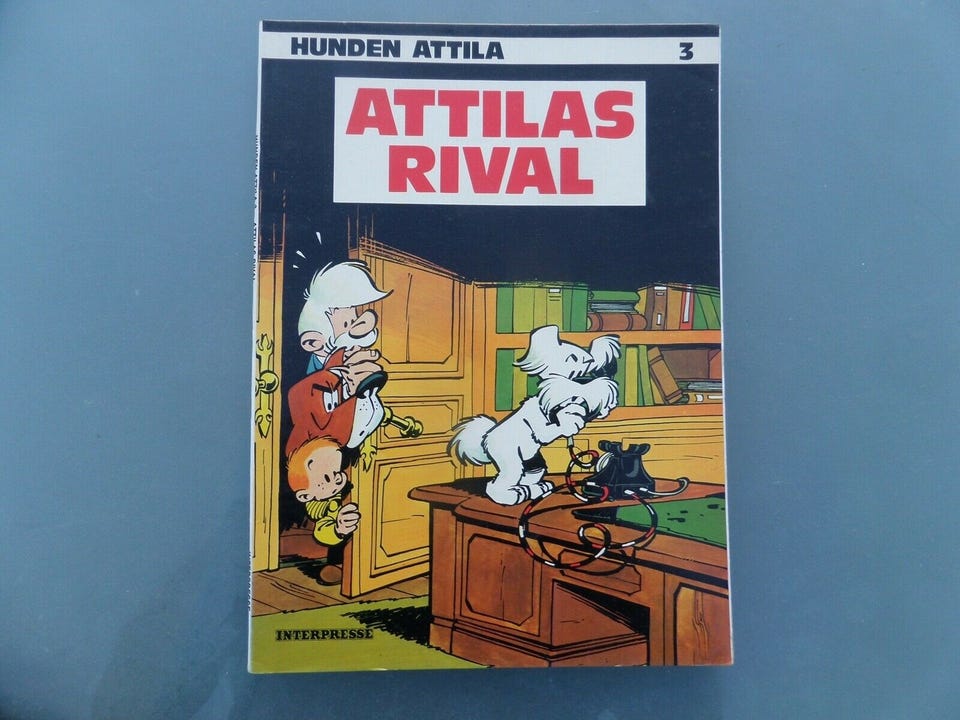 HUNDEN ATTILA 3
ATTILAS
RIVAL
INTERPRESSE